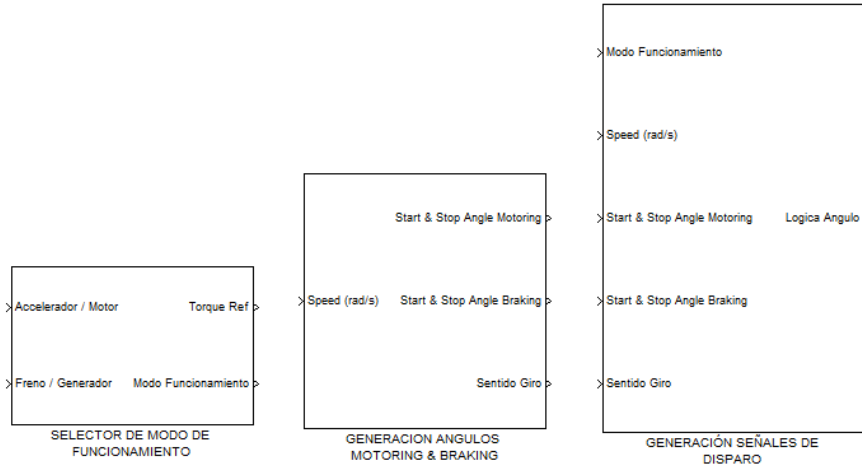 Accelerador / Motor
Torque Ref
Freno / Generador
Modo Funcionamiento
SELECTOR DE MODO DE
FUNCIONAMIENTO
Start & Stop Angle Motoring
Speed (rad/s)
Start & Stop Angle Braking
Sentido Giro
GENERACION ANGULOS
MOTORING & BRAKING
Modo Funcionamiento
Speed (rad/s)
Start & Stop Angle Motoring
Logica Angulo
Start & Stop Angle Braking
Sentido Giro
GENERACIÓN SEÑALES DE
DISPARO